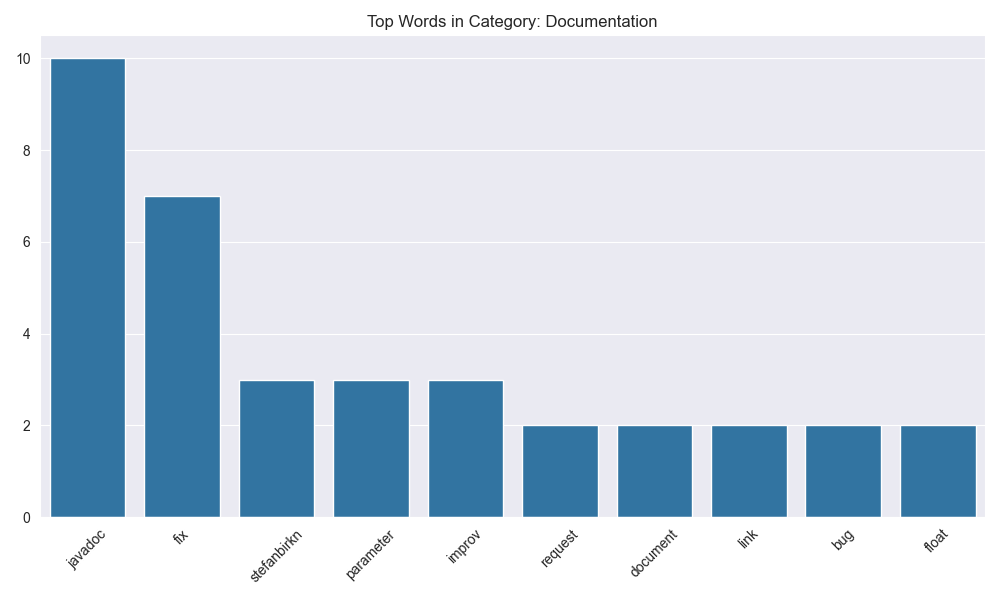 Top Words in Category: Documentation
10
8
6
4
2
0
javadoc
fix
stefanbirkn
parameter
improv
request
document
link
bug
float